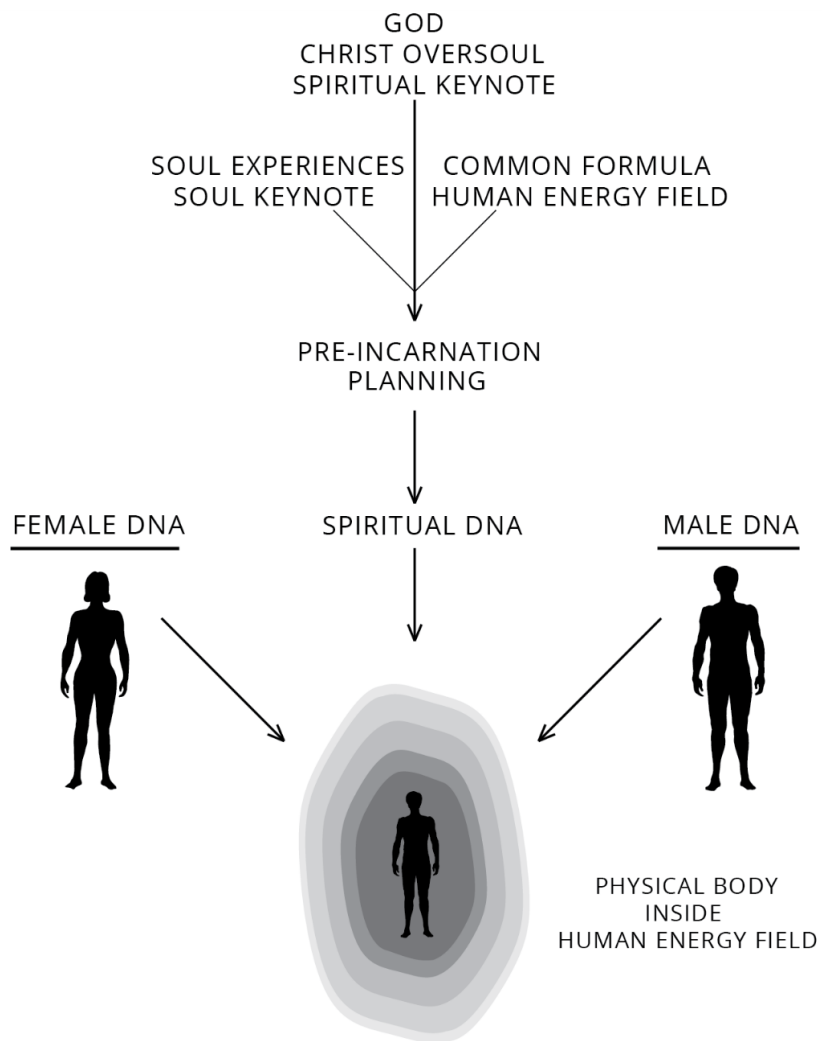 GOD
CHRIST OVERSOUL
SPIRITUAL KEYNOTE
SOUL EXPERIENCES
SOUL KEYNOTE
COMMON FORMULA
HUMAN ENERGY FIELD
PRE-INCARNATION
PLANNING
FEMALE DNA
SPIRITUAL DNA
MALE DNA
PHYSICAL BODY
INSIDE
HUMAN ENERGY FIELD